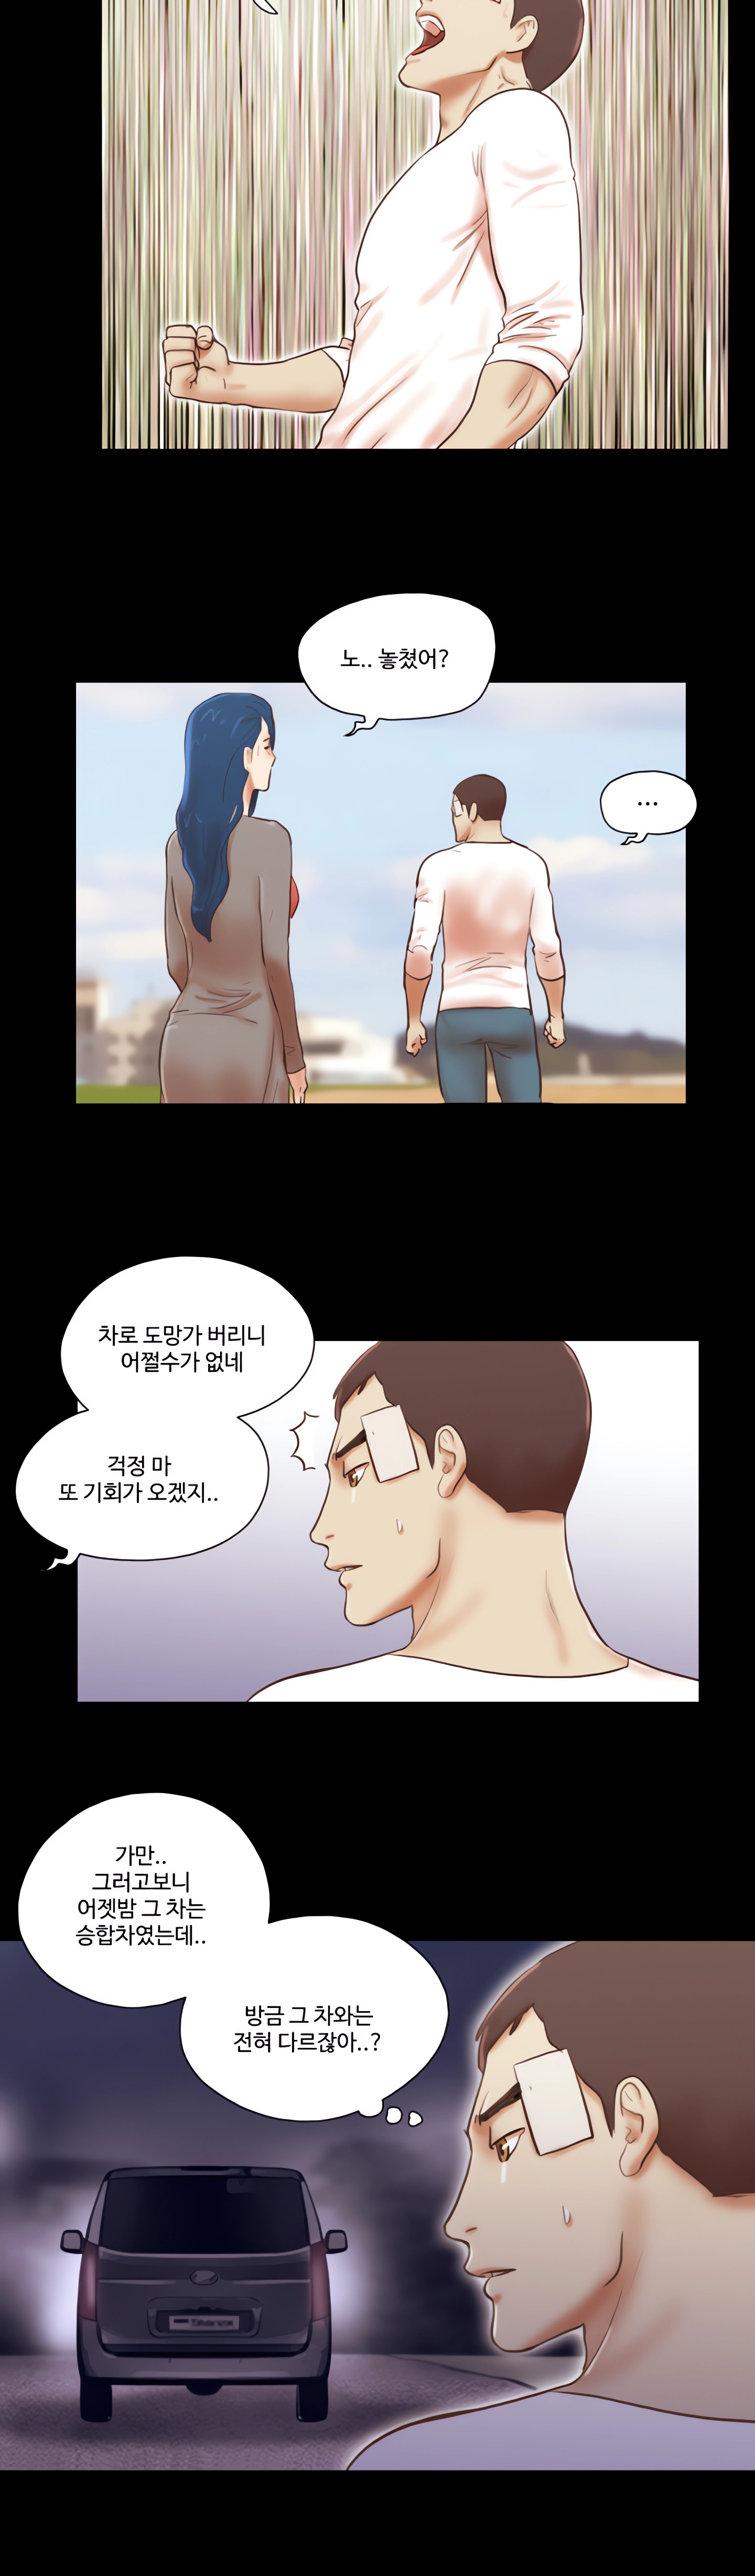 노.. 놓쳤어?
...
차로 도망가 버리니
어쩔수가 없네
걱정 마
또 기회가 오겠지..
가만..
그러고보니
어젯밤 그 차는
승합차였는데..
방금 그 차와는
전혀 다르잖아..?